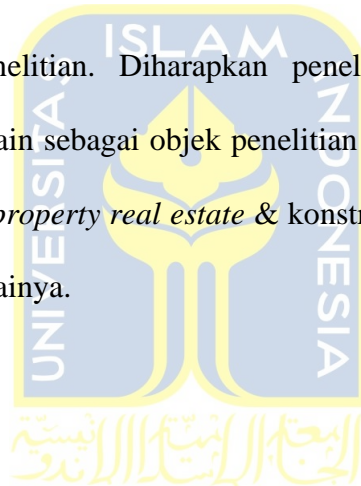 ISLAM
UNIVERSITAS
INDONESIA
nelitian. Diharapkan penel
ain sebagai objek penelitian
property real estate & konstr
ainya.